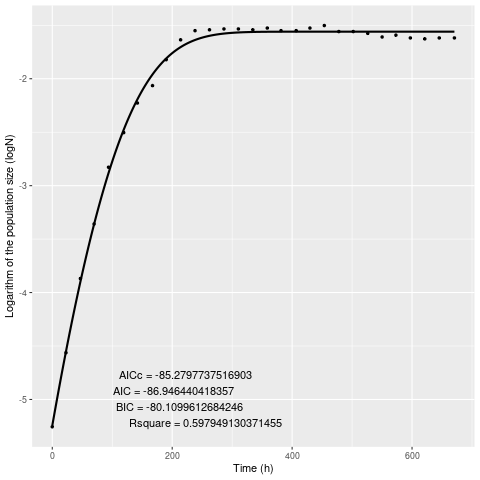 Logarithm of the population size (logN)
-2
-3
-4
-5
AICc = -85.2797737516903
AIC = -86.946440418357
BIC = -80.1099612684246
Rsquare = 0.597949130371455
0 200 400 600
Time (h)